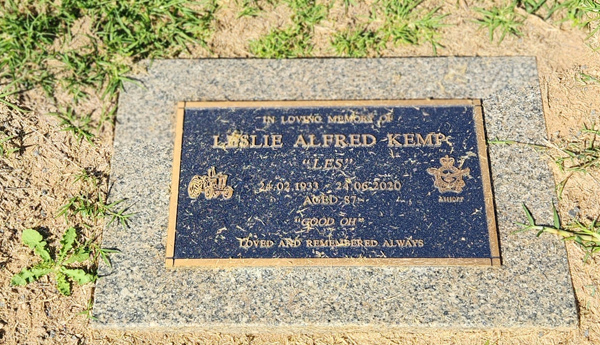 IN LOVING MEMORY OF
LESLIE ALFRED KEMP
"LES"
24.02.1933 24.06.2020
AGED 87
"GOOD OH"
LOVED AND REMEMBERED ALWAYS